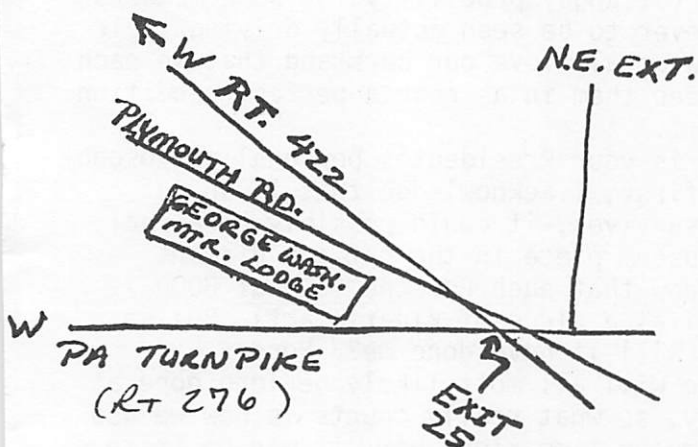 W. RT. 422
N.E. EXT.
PLYMOUTH RD.
GEORGE WASH.
MTR. LODGE
W
PA TURNPIKE
(RT 276)
EXIT
25